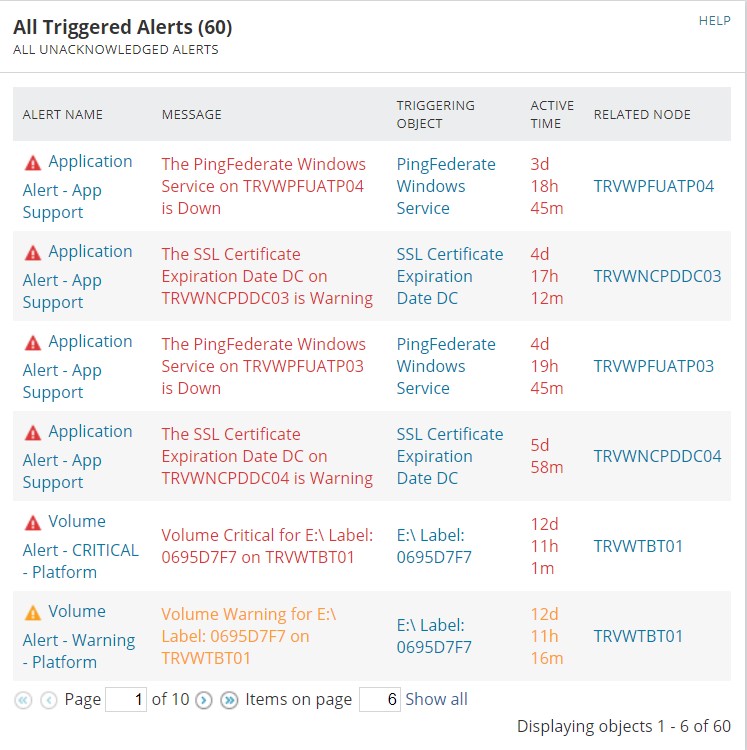 All Triggered Alerts (60)
HELP
ALL UNACKNOWLEDGED ALERTS
ALERT NAME
MESSAGE
TRIGGERING
OBJECT
ACTIVE
TIME
RELATED NODE
Application
Alert - App
Support
The PingFederate Windows
Service on TRVWPFUATP04
is Down
PingFederate
Windows
Service
3d
18h
45m
TRVWPFUATP04
Application
Alert - App
Support
The SSL Certificate
Expiration Date DC on
TRVWNCPDDC03 is Warning
SSL Certificate
Expiration
Date DC
4d
17h
12m
TRVWNCPDDC03
Application
Alert - App
Support
The PingFederate Windows
Service on TRVWPFUATP03
is Down
PingFederate
Windows
Service
4d
19h
45m
TRVWPFUATP03
Application
Alert - App
Support
The SSL Certificate
Expiration Date DC on
TRVWNCPDDC04 is Warning
SSL Certificate
Expiration
Date DC
5d
58m
TRVWNCPDDC04
Volume
Alert - CRITICAL
- Platform
Volume Critical for E:\ Label:
0695D7F7 on TRVWTBT01
E:\ Label:
0695D7F7
12d
11h
1m
TRVWTBT01
Volume
Alert - Warning
- Platform
Volume Warning for E:\
Label: 0695D7F7 on
TRVWTBT01
E:\ Label:
0695D7F7
12d
11h
16m
TRVWTBT01
Page 1 of 10 Items on page 6 Show all
Displaying objects 1 - 6 of 60